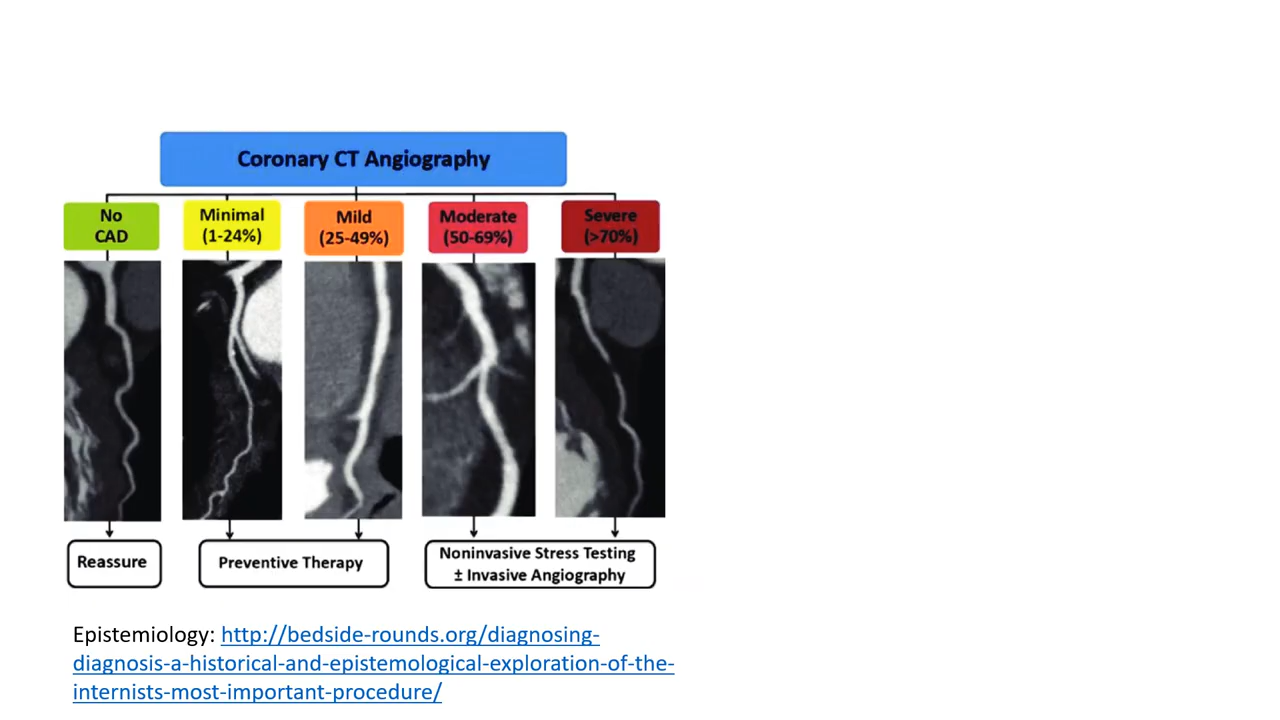 Coronary CT Angiography
No
CAD
Minimal
(1-24%)
Mild
(25-49%)
Moderate
(50-69%)
Severe
(>70%)
Reassure
Preventive Therapy
Noninvasive Stress Testing
± Invasive Angiography
Epistemiology: http://bedside-rounds.org/diagnosing-
diagnosis-a-historical-and-epistemological-exploration-of-the-
internists-most-important-procedure/